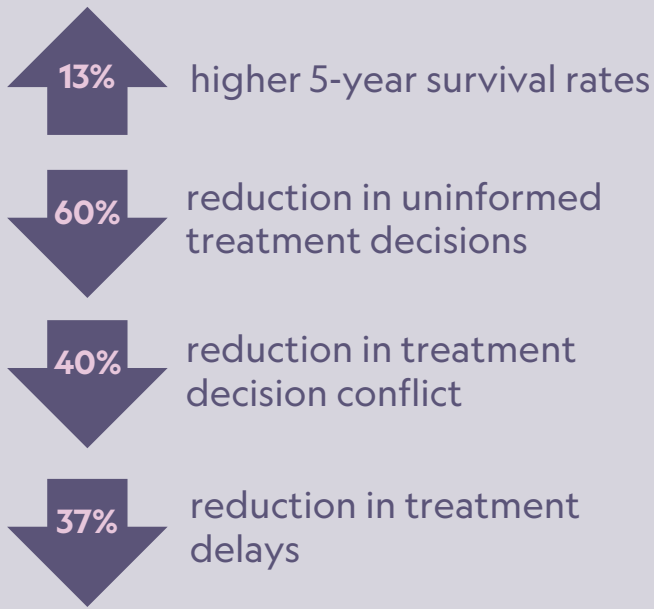 13%
higher 5-year survival rates
60%
reduction in uninformed
treatment decisions
40%
reduction in treatment
decision conflict
37%
reduction in treatment
delays